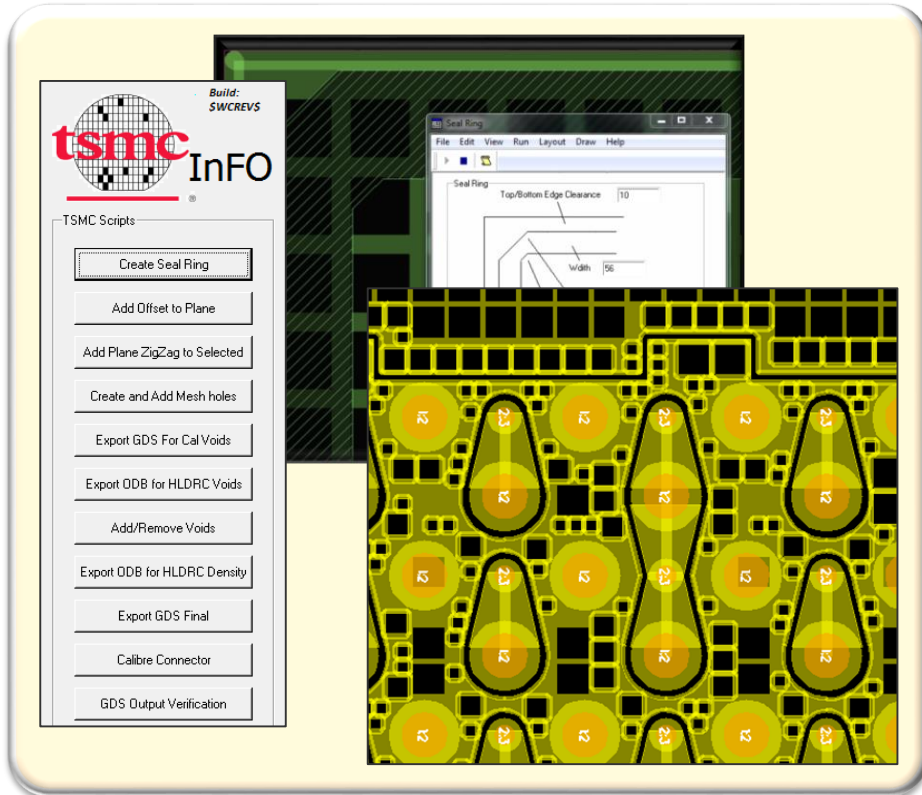 Build:
$WCREV$
tsmc
InFO
®
TSMC Scripts
Create Seal Ring
Add Offset to Plane
Add Plane ZigZag to Selected
Create and Add Mesh holes
Export GDS For Cal Voids
Export ODB for HLDRC Voids
Add/Remove Voids
Export ODB for HLDRC Density
Export GDS Final
Calibre Connector
GDS Output Verification
Seal Ring
File Edit View Run Layout Draw Help
Seal Ring
Top/Bottom Edge Clearance 10
Width 56